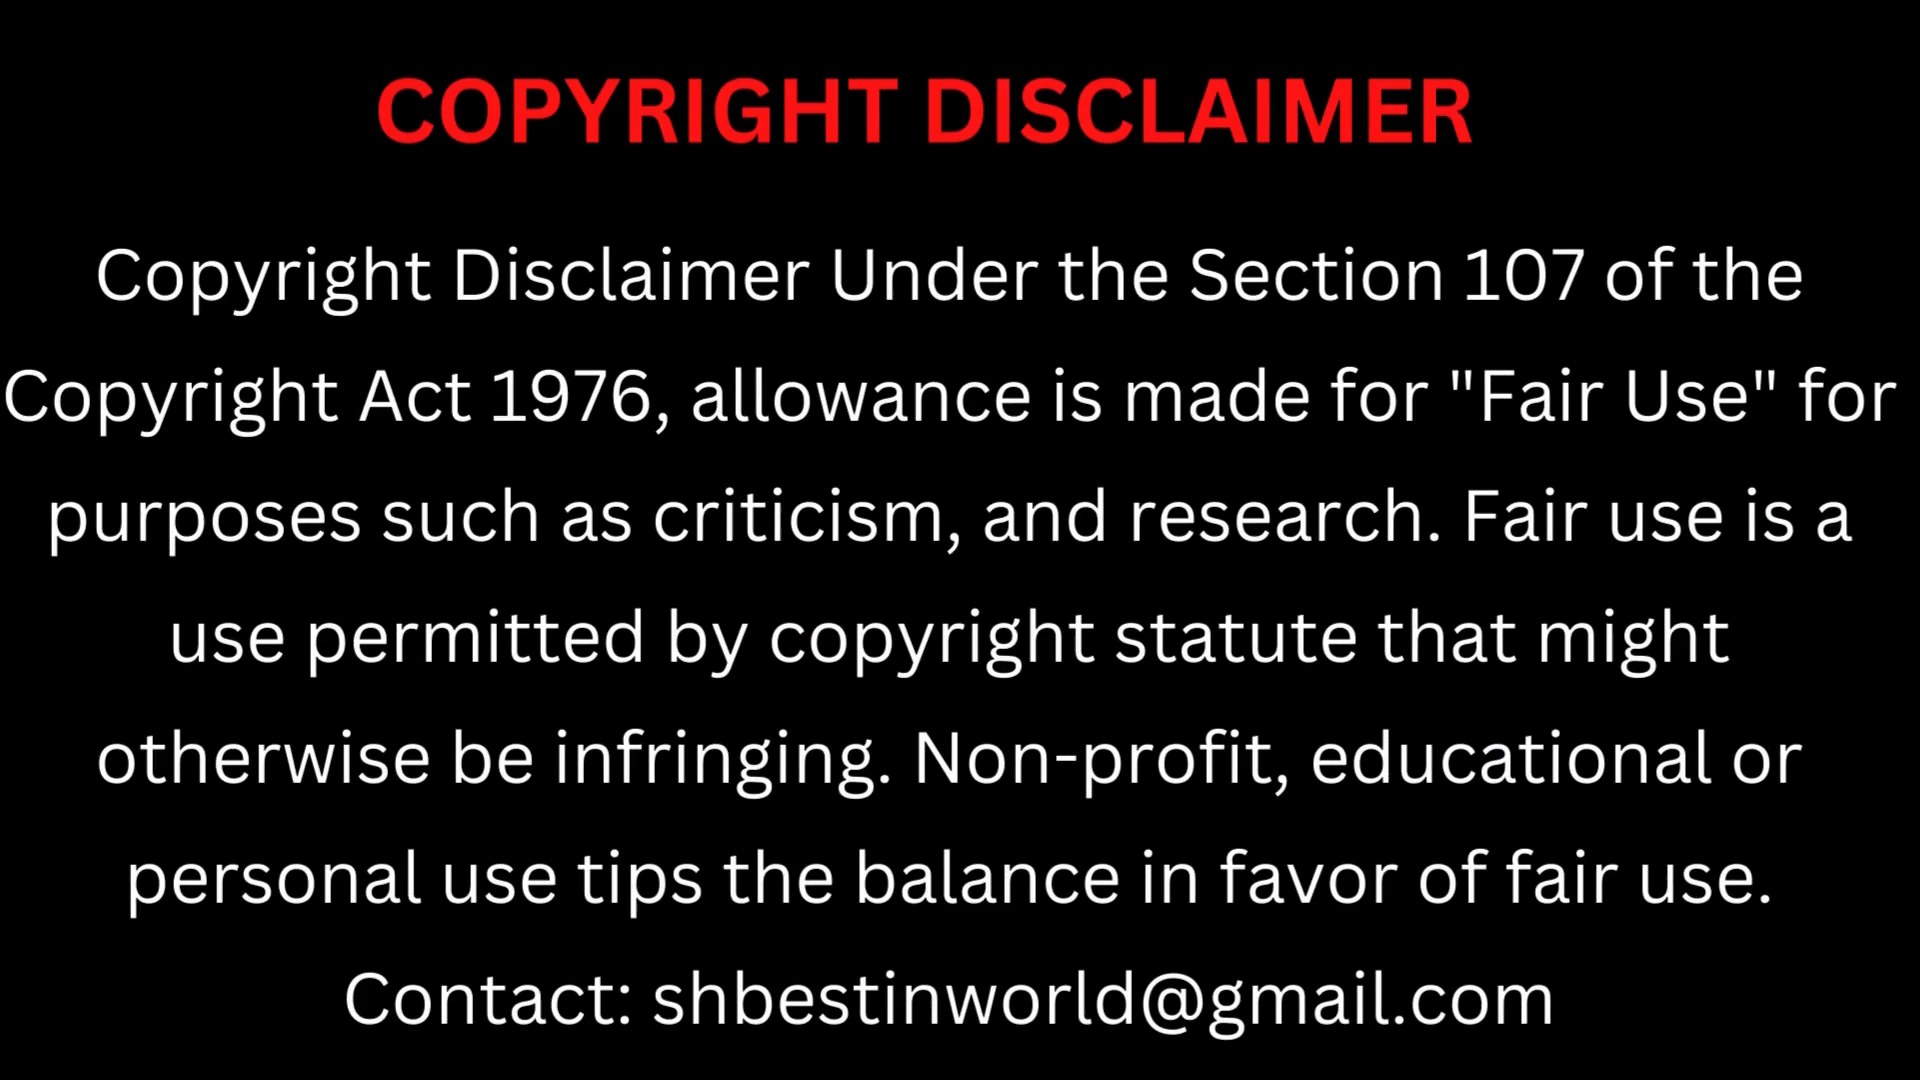 COPYRIGHT DISCLAIMER
Copyright Disclaimer Under the Section 107 of the
Copyright Act 1976, allowance is made for "Fair Use" for
purposes such as criticism, and research. Fair use is a
use permitted by copyright statute that might
otherwise be infringing. Non-profit, educational or
personal use tips the balance in favor of fair use.
Contact: shbestinworld@gmail.com